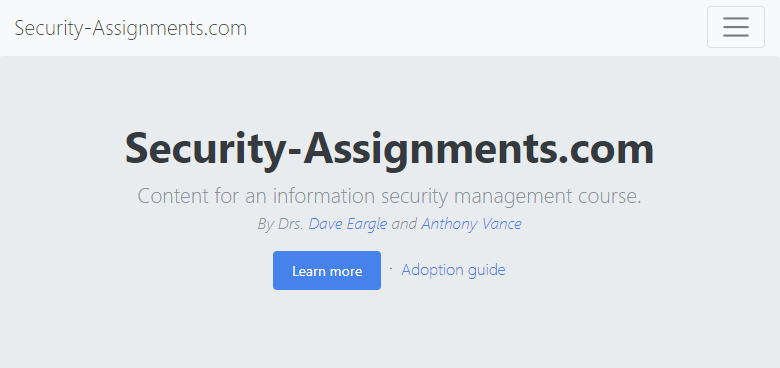 Security-Assignments.com
Security-Assignments.com
Content for an information security management course.
By Drs. Dave Eargle and Anthony Vance
Learn more · Adoption guide